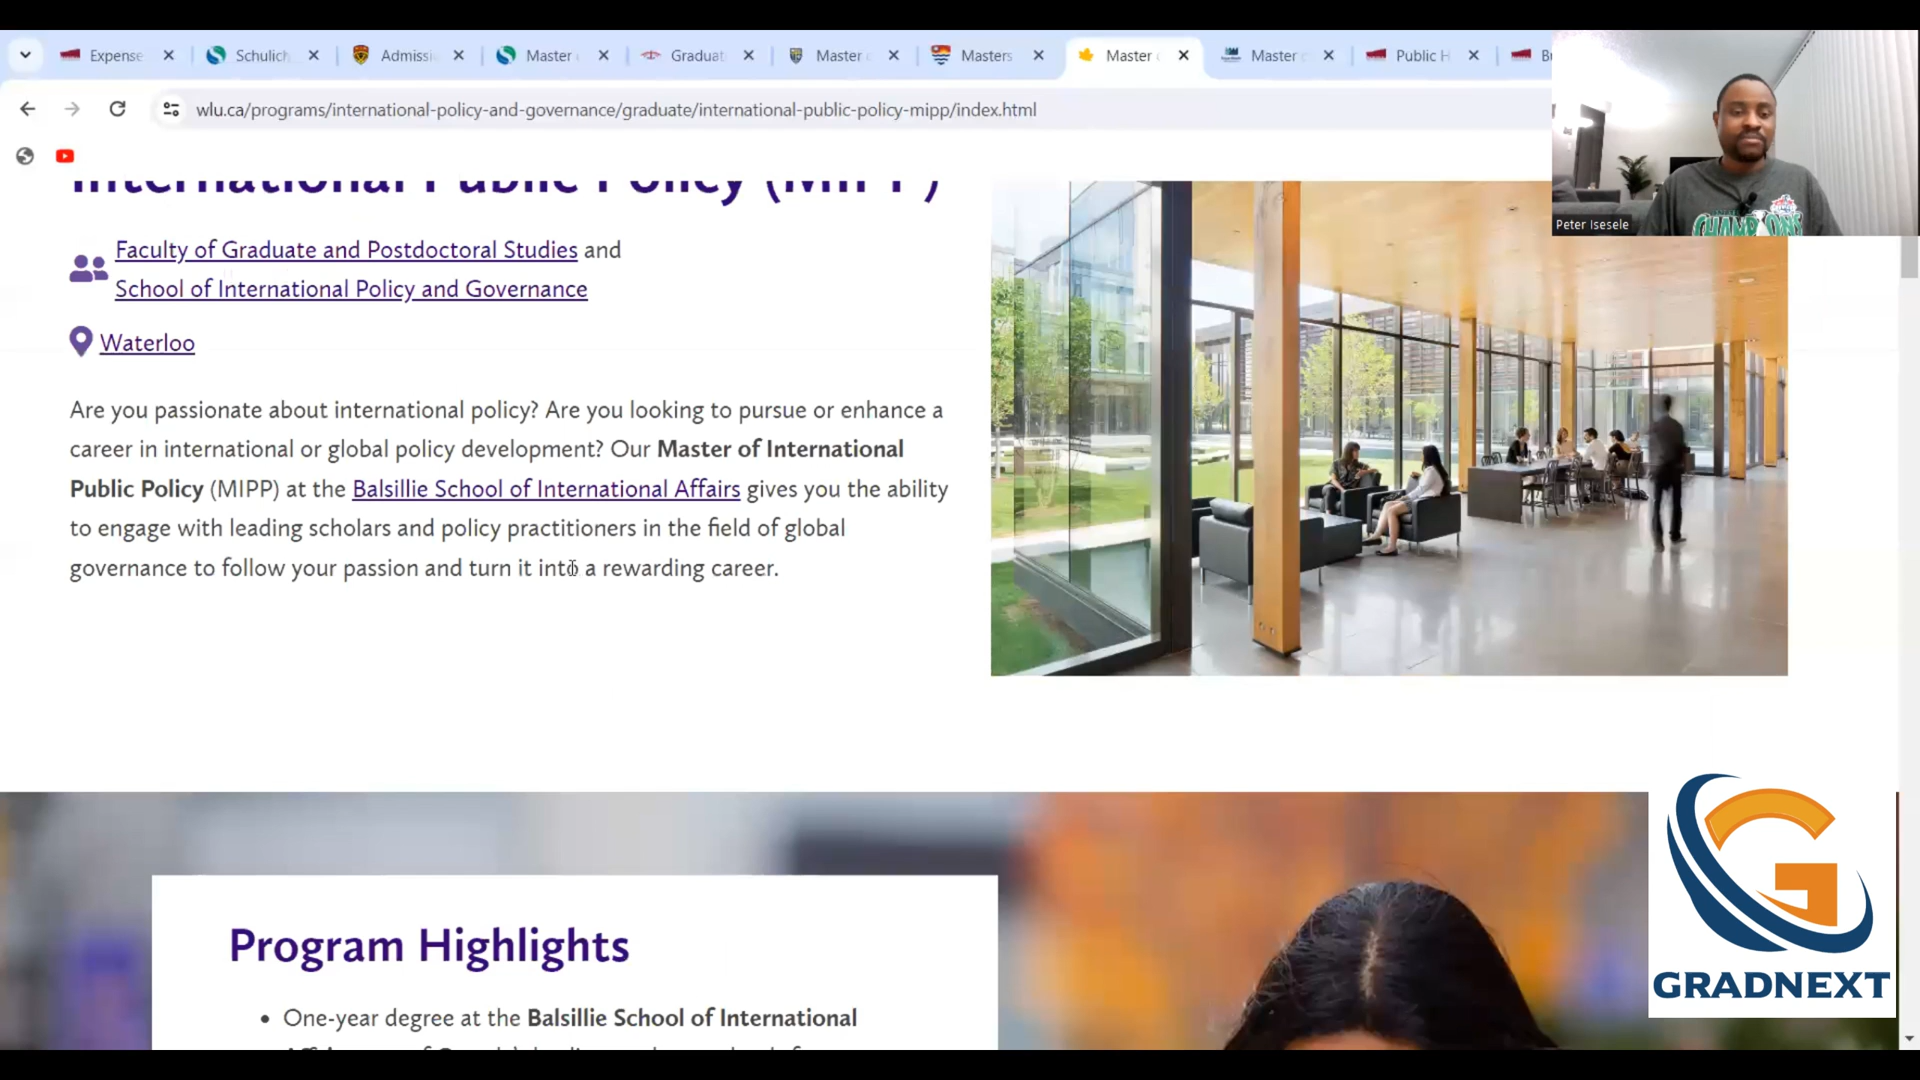 Expense
Schulich
Admissi
Master
Graduat
Master
Masters
Master
Master
Public H
wlu.ca/programs/international-policy-and-governance/graduate/international-public-policy-mipp/index.html
International Public Policy (MIPP)
Faculty of Graduate and Postdoctoral Studies and
School of International Policy and Governance
Waterloo
Are you passionate about international policy? Are you looking to pursue or enhance a
career in international or global policy development? Our Master of International
Public Policy (MIPP) at the Balsillie School of International Affairs gives you the ability
to engage with leading scholars and policy practitioners in the field of global
governance to follow your passion and turn it into a rewarding career.
Peter Isesele
CHAMPIONS
Program Highlights
• One-year degree at the Balsillie School of International
GRADNEXT